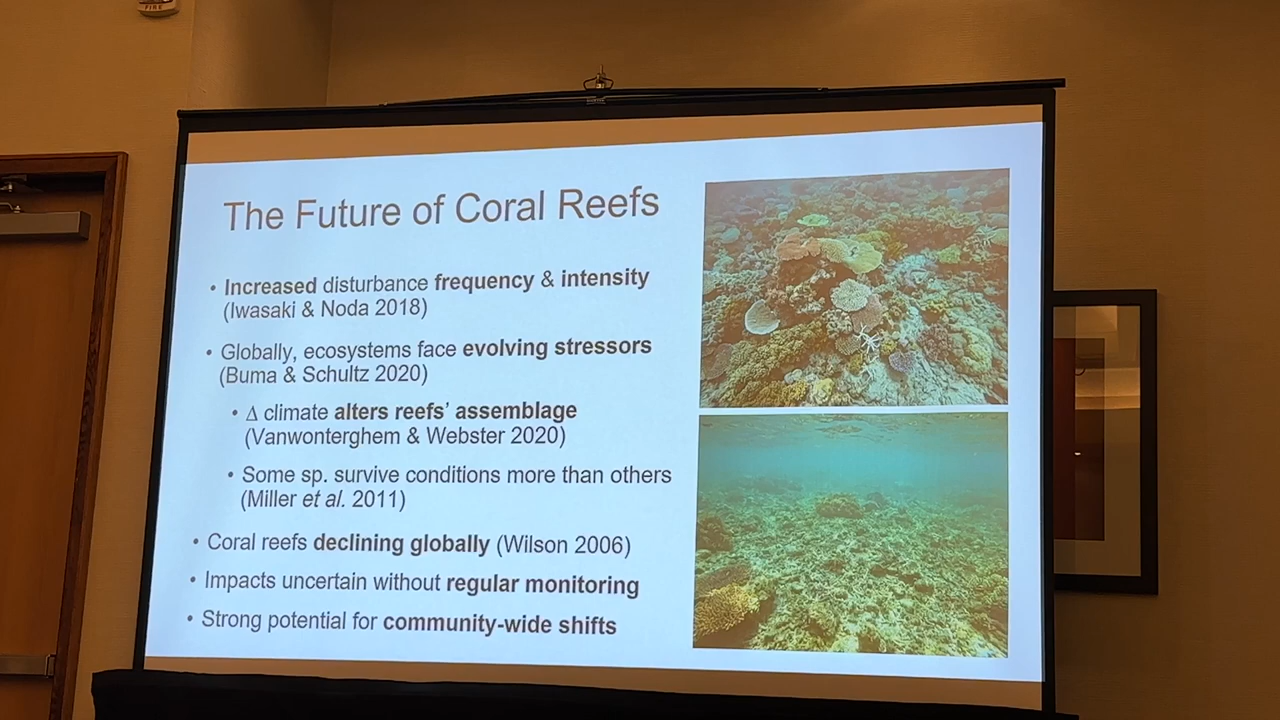 FIRE
The Future of Coral Reefs
• Increased disturbance frequency & intensity
(Iwasaki & Noda 2018)
• Globally, ecosystems face evolving stressors
(Buma & Schultz 2020)
• Δ climate alters reefs' assemblage
(Vanwonterghem & Webster 2020)
• Some sp. survive conditions more than others
(Miller et al. 2011)
• Coral reefs declining globally (Wilson 2006)
• Impacts uncertain without regular monitoring
• Strong potential for community-wide shifts